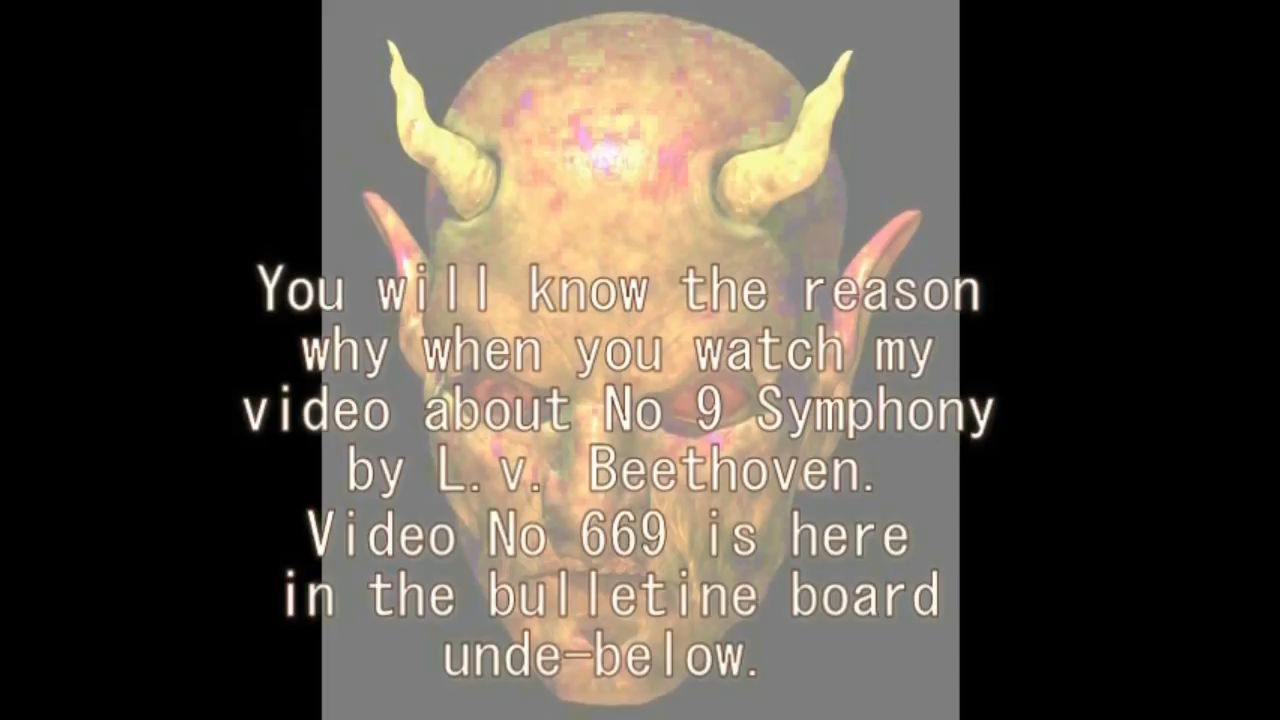 You will know the reason
why when you watch my
video about No 9 Symphony
by L.v. Beethoven.
Video No 669 is here
in the bulletine board
unde-below.